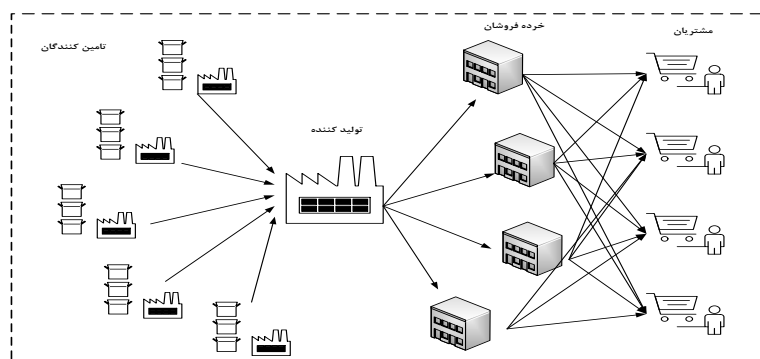 مشتریان
خرده فروشان
تامین کنندگان
تولید کننده